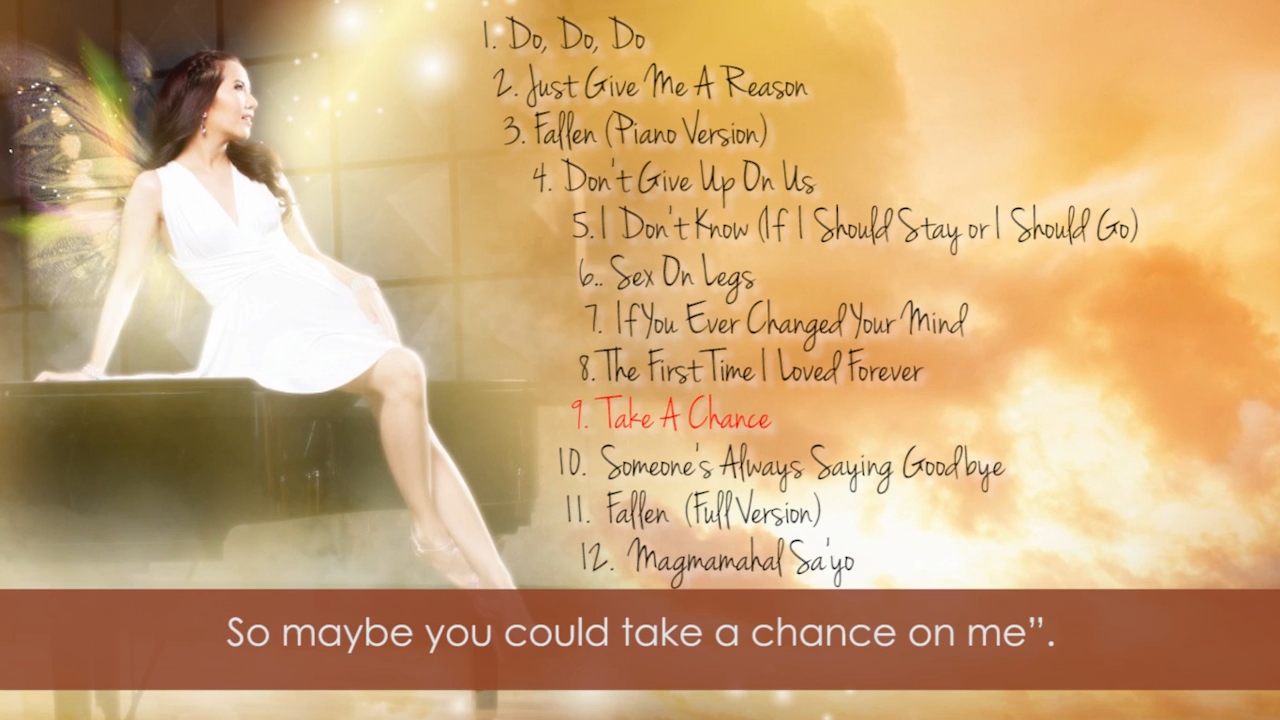 1. Do, Do, Do
2. Just Give Me A Reason
3. Fallen (Piano Version)
4. Don't Give Up On Us
5. I Don't Know (If I Should Stay or I Should Go)
6.. Sex On Legs
7. If You Ever Changed Your Mind
8. The First Time I Loved Forever
9. Take A Chance
10. Someone's Always Saying Goodbye
11. Fallen (Full Version)
12. Magmamahal Sa'yo
So maybe you could take a chance on me”.